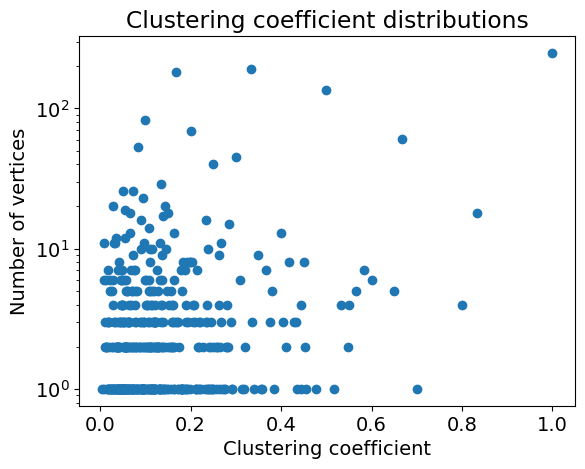 Clustering coefficient distributions
Number of vertices
10²
10¹
10⁰
0.0 0.2 0.4 0.6 0.8 1.0
Clustering coefficient